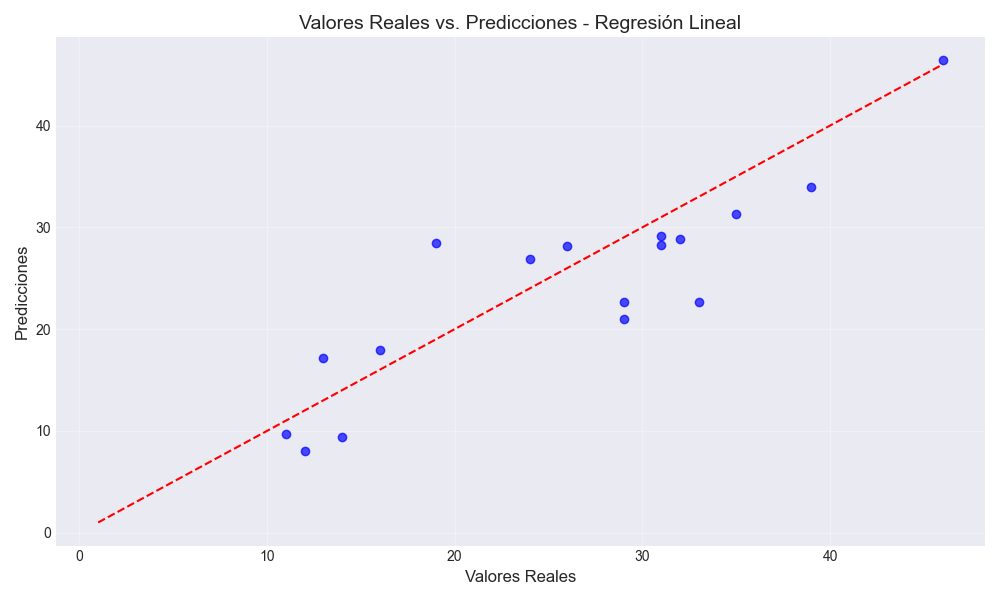 Valores Reales vs. Predicciones - Regresión Lineal
Predicciones
40
30
20
10
0
0 10 20 30 40
Valores Reales